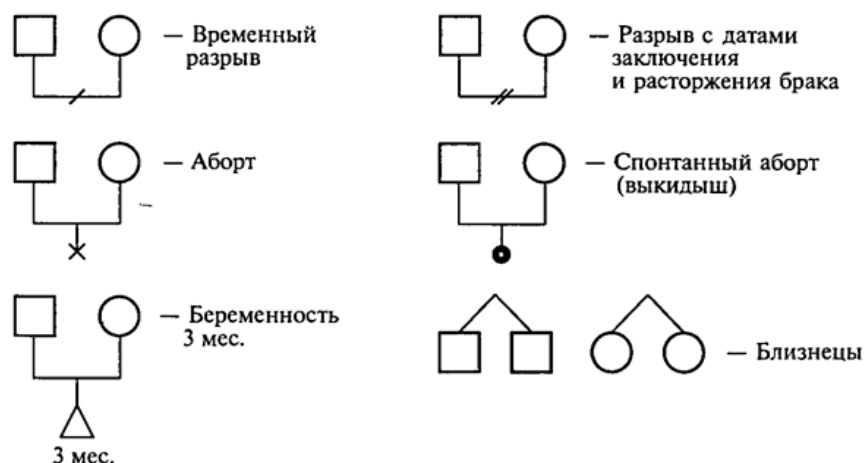 — Временный
разрыв
— Разрыв с датами
заключения
и расторжения брака
— Аборт
— Спонтанный аборт
(выкидыш)
— Беременность
3 мес.
— Близнецы
3 мес.